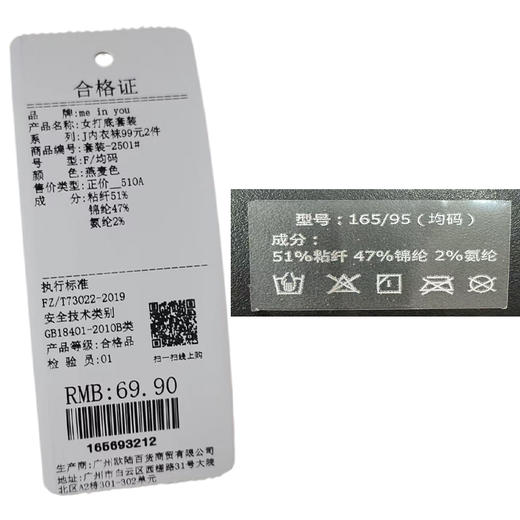 合格证
品　　牌:me in you
产品名称:女打底套装
系　　列:J内衣袜99元2件
商品编号:套装-2501#
号　　型:F/均码
颜　　色:燕麦色
售价类型:正价__510A
成　　分:粘纤51%
锦纶47%
氨纶2%
执行标准
FZ/T73022-2019
安全技术类别
GB18401-2010B类
产品等级:合格品
检 验 员:01
扫一扫线上购
RMB:69.90
165693212
生产商:广州欧陆百货商贸有限公司
地址:广州市白云区西槎路31号大院
北区A2栋301-302单元
型号:165/95(均码)
成分:
51%粘纤 47%锦纶 2%氨纶